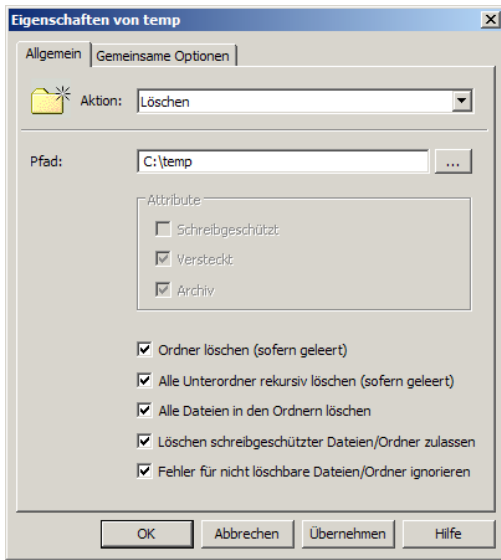 Eigenschaften von temp
Allgemein Gemeinsame Optionen
Aktion: Löschen
Pfad: C:\temp ...
Attribute
Schreibgeschützt
Versteckt
Archiv
Ordner löschen (sofern geleert)
Alle Unterordner rekursiv löschen (sofern geleert)
Alle Dateien in den Ordnern löschen
Löschen schreibgeschützter Dateien/Ordner zulassen
Fehler für nicht löschbare Dateien/Ordner ignorieren
OK Abbrechen Übernehmen Hilfe